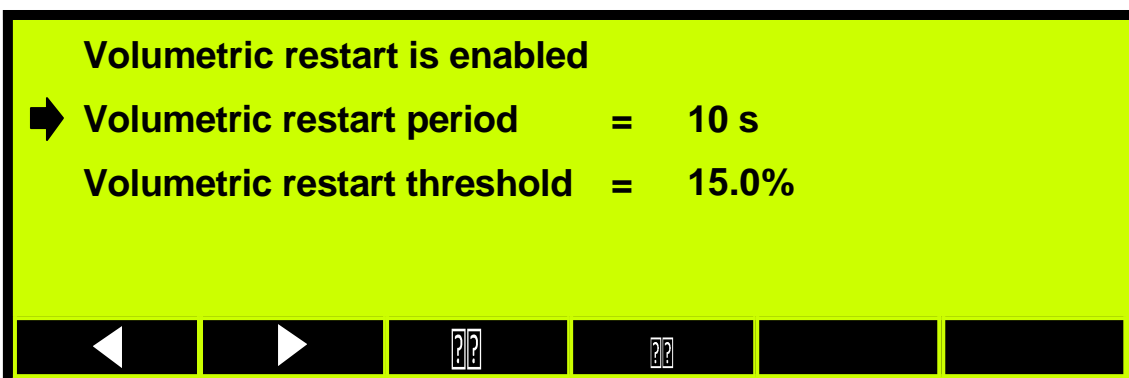 Volumetric restart is enabled
Volumetric restart period = 10 s
Volumetric restart threshold = 15.0%